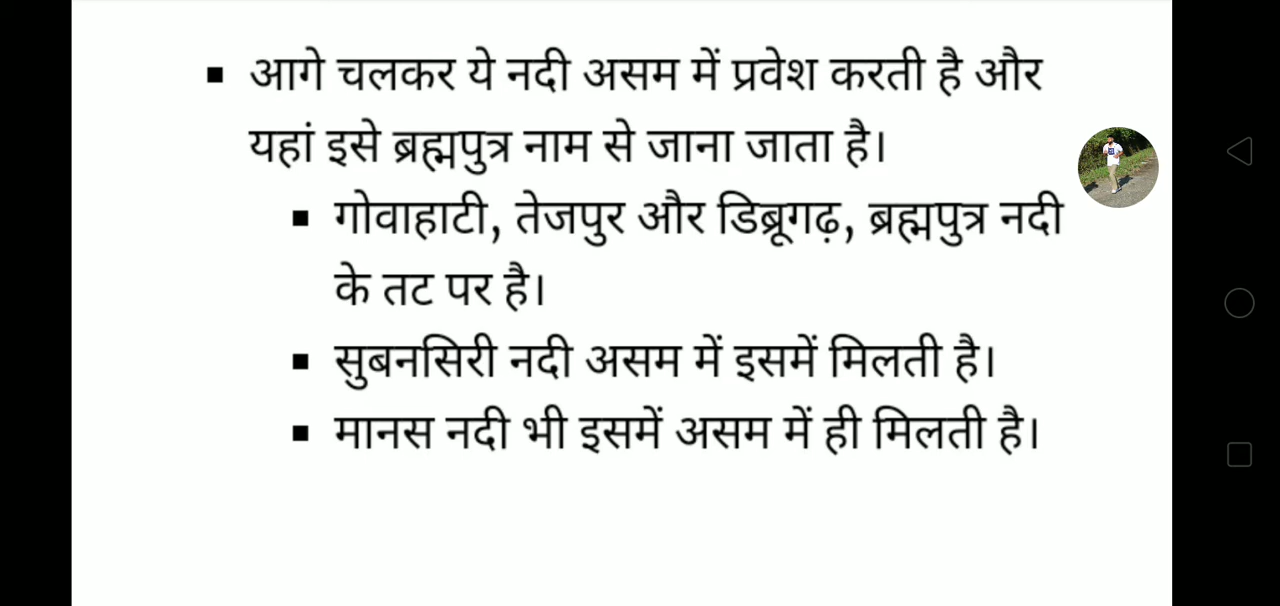 ▪ आगे चलकर ये नदी असम में प्रवेश करती है और
यहां इसे ब्रह्मपुत्र नाम से जाना जाता है।
▪ गोवाहाटी, तेजपुर और डिब्रूगढ़, ब्रह्मपुत्र नदी
के तट पर है।
▪ सुबनसिरी नदी असम में इसमें मिलती है।
▪ मानस नदी भी इसमें असम में ही मिलती है।